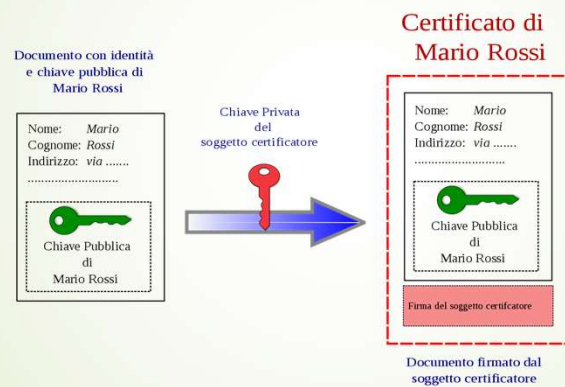 Certificato di
Mario Rossi
Documento con identità
e chiave pubblica di
Mario Rossi
Nome: Mario
Cognome: Rossi
Indirizzo: via .......
..........................
Chiave Pubblica
di
Mario Rossi
Chiave Privata
del
soggetto certificatore
Nome: Mario
Cognome: Rossi
Indirizzo: via .......
..........................
Chiave Pubblica
di
Mario Rossi
Firma del soggetto certifcatore
Documento firmato dal
soggetto certificatore